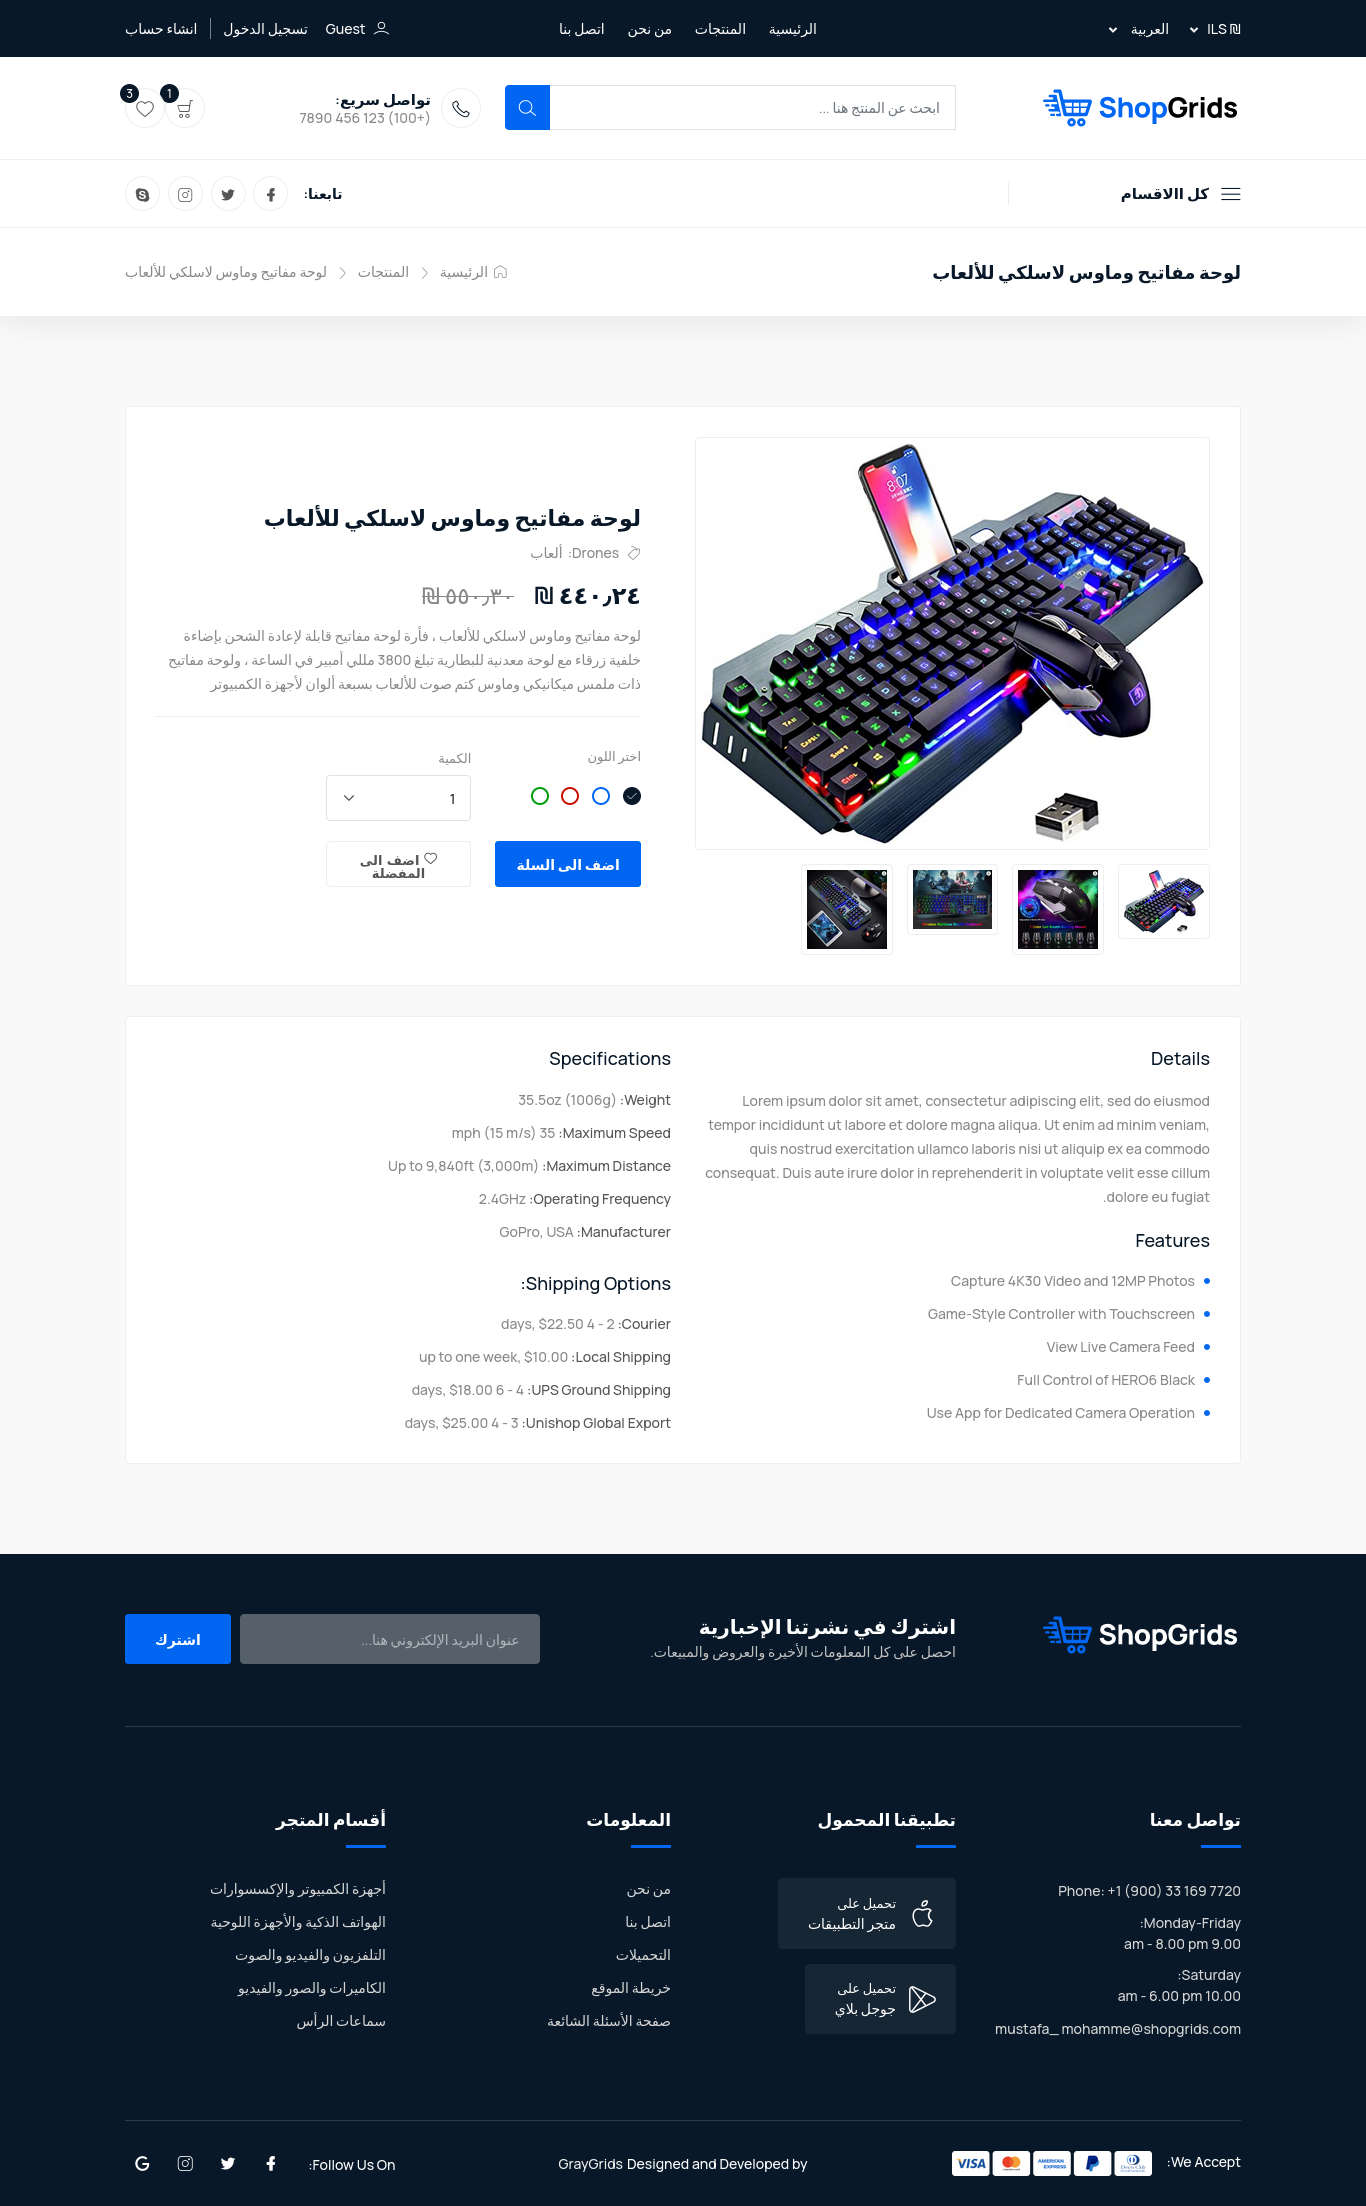 ₪ ILS
العربية
الرئيسية
المنتجات
من نحن
اتصل بنا
Guest
تسجيل الدخول
انشاء حساب
ShopGrids
ابحث عن المنتج هنا ...
تواصل سريع:
(+100) 123 456 7890
1
3
كل االاقسام
تابعنا:
لوحة مفاتيح وماوس لاسلكي للألعاب
الرئيسية
المنتجات
لوحة مفاتيح وماوس لاسلكي للألعاب
لوحة مفاتيح وماوس لاسلكي للألعاب
Drones: ألعاب
٤٤٠٫٢٤ ₪
٥٥٠٫٣٠ ₪
لوحة مفاتيح وماوس لاسلكي للألعاب ، فأرة لوحة مفاتيح قابلة لإعادة الشحن بإضاءة
خلفية زرقاء مع لوحة معدنية للبطارية تبلغ 3800 مللي أمبير في الساعة ، ولوحة مفاتيح
ذات ملمس ميكانيكي وماوس كتم صوت للألعاب بسبعة ألوان لأجهزة الكمبيوتر
اختر اللون
الكمية
1
اضف الى السلة
اضف الى
المفضلة
8:07
Details
Lorem ipsum dolor sit amet, consectetur adipiscing elit, sed do eiusmod
tempor incididunt ut labore et dolore magna aliqua. Ut enim ad minim veniam,
quis nostrud exercitation ullamco laboris nisi ut aliquip ex ea commodo
consequat. Duis aute irure dolor in reprehenderit in voluptate velit esse cillum
.dolore eu fugiat
Features
Capture 4K30 Video and 12MP Photos
Game-Style Controller with Touchscreen
View Live Camera Feed
Full Control of HERO6 Black
Use App for Dedicated Camera Operation
Specifications
35.5oz (1006g) :Weight
mph (15 m/s) 35 :Maximum Speed
Up to 9,840ft (3,000m) :Maximum Distance
2.4GHz :Operating Frequency
GoPro, USA :Manufacturer
:Shipping Options
days, $22.50 4 - 2 :Courier
up to one week, $10.00 :Local Shipping
days, $18.00 6 - 4 :UPS Ground Shipping
days, $25.00 4 - 3 :Unishop Global Export
ShopGrids
اشترك في نشرتنا الإخبارية
احصل على كل المعلومات الأخيرة والعروض والمبيعات.
عنوان البريد الإلكتروني هنا...
اشترك
تواصل معنا
Phone: +1 (900) 33 169 7720
:Monday-Friday
am - 8.00 pm 9.00
:Saturday
am - 6.00 pm 10.00
mustafa_ mohamme@shopgrids.com
تطبيقنا المحمول
تحميل على
متجر التطبيقات
تحميل على
جوجل بلاي
المعلومات
من نحن
اتصل بنا
التحميلات
خريطة الموقع
صفحة الأسئلة الشائعة
أقسام المتجر
أجهزة الكمبيوتر والإكسسوارات
الهواتف الذكية والأجهزة اللوحية
التلفزيون والفيديو والصوت
الكاميرات والصور والفيديو
سماعات الرأس
:We Accept
VISA
AMERICAN EXPRESS
GrayGrids Designed and Developed by
:Follow Us On